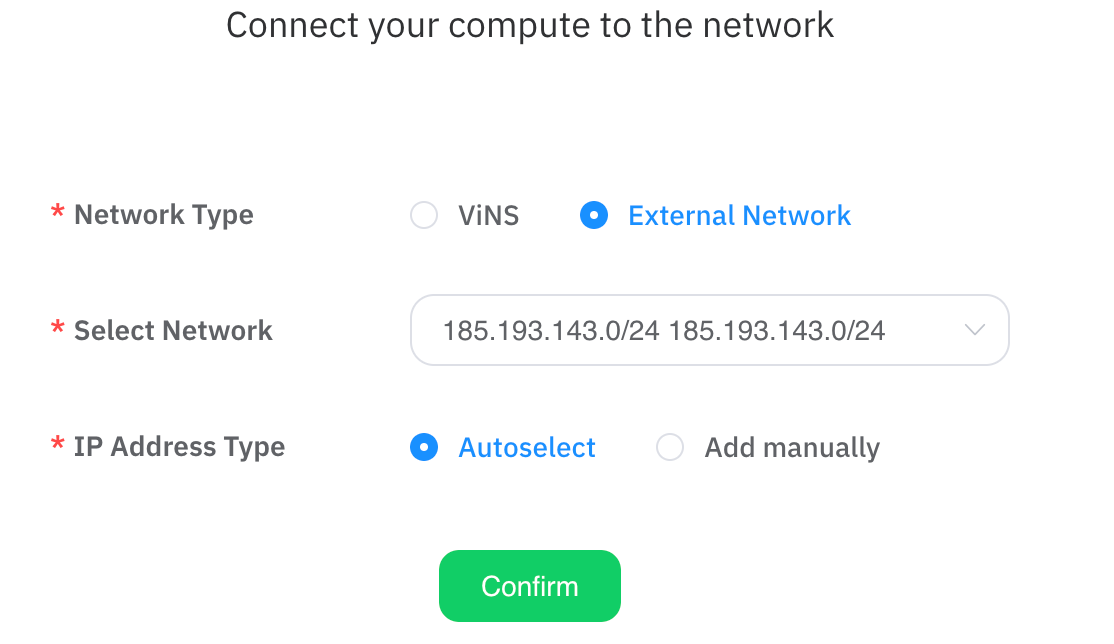 Connect your compute to the network
* Network Type ViNS External Network
* Select Network 185.193.143.0/24 185.193.143.0/24
* IP Address Type Autoselect Add manually
Confirm